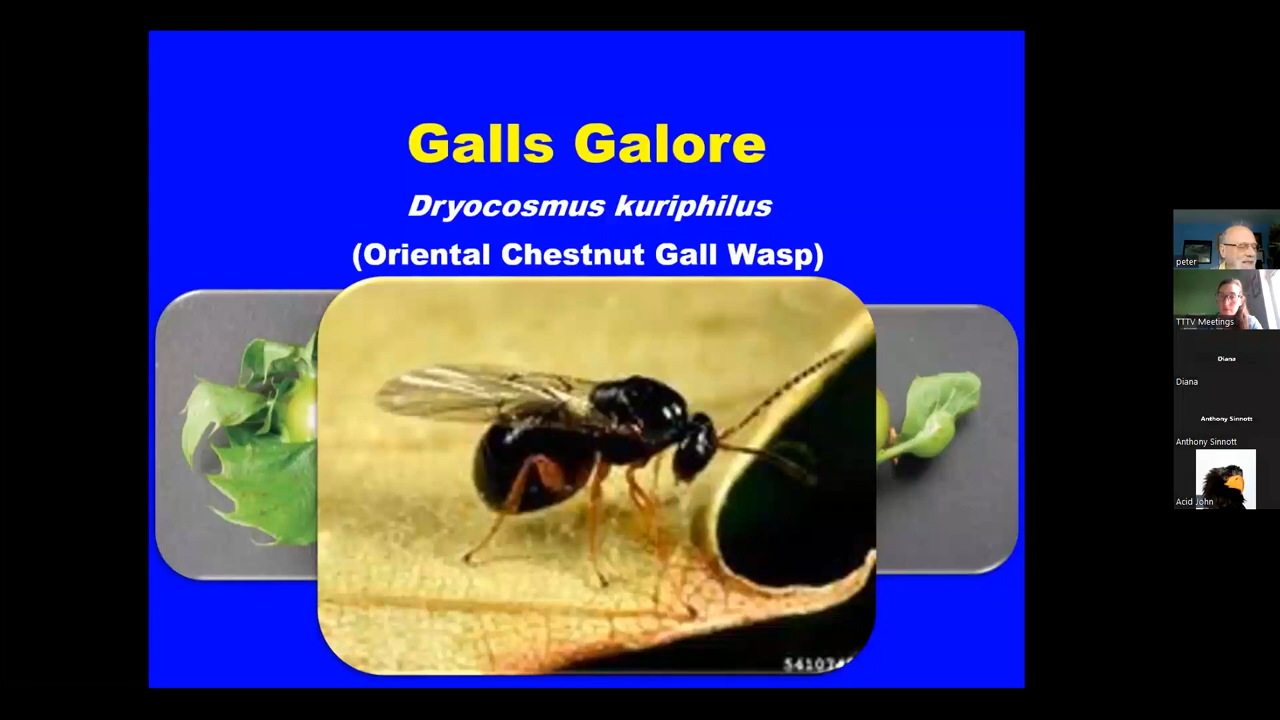 Galls Galore
Dryocosmus kuriphilus
(Oriental Chestnut Gall Wasp)
peter
TTTV Meetings
Diana
Diana
Anthony Sinnott
Anthony Sinnott
Acid John